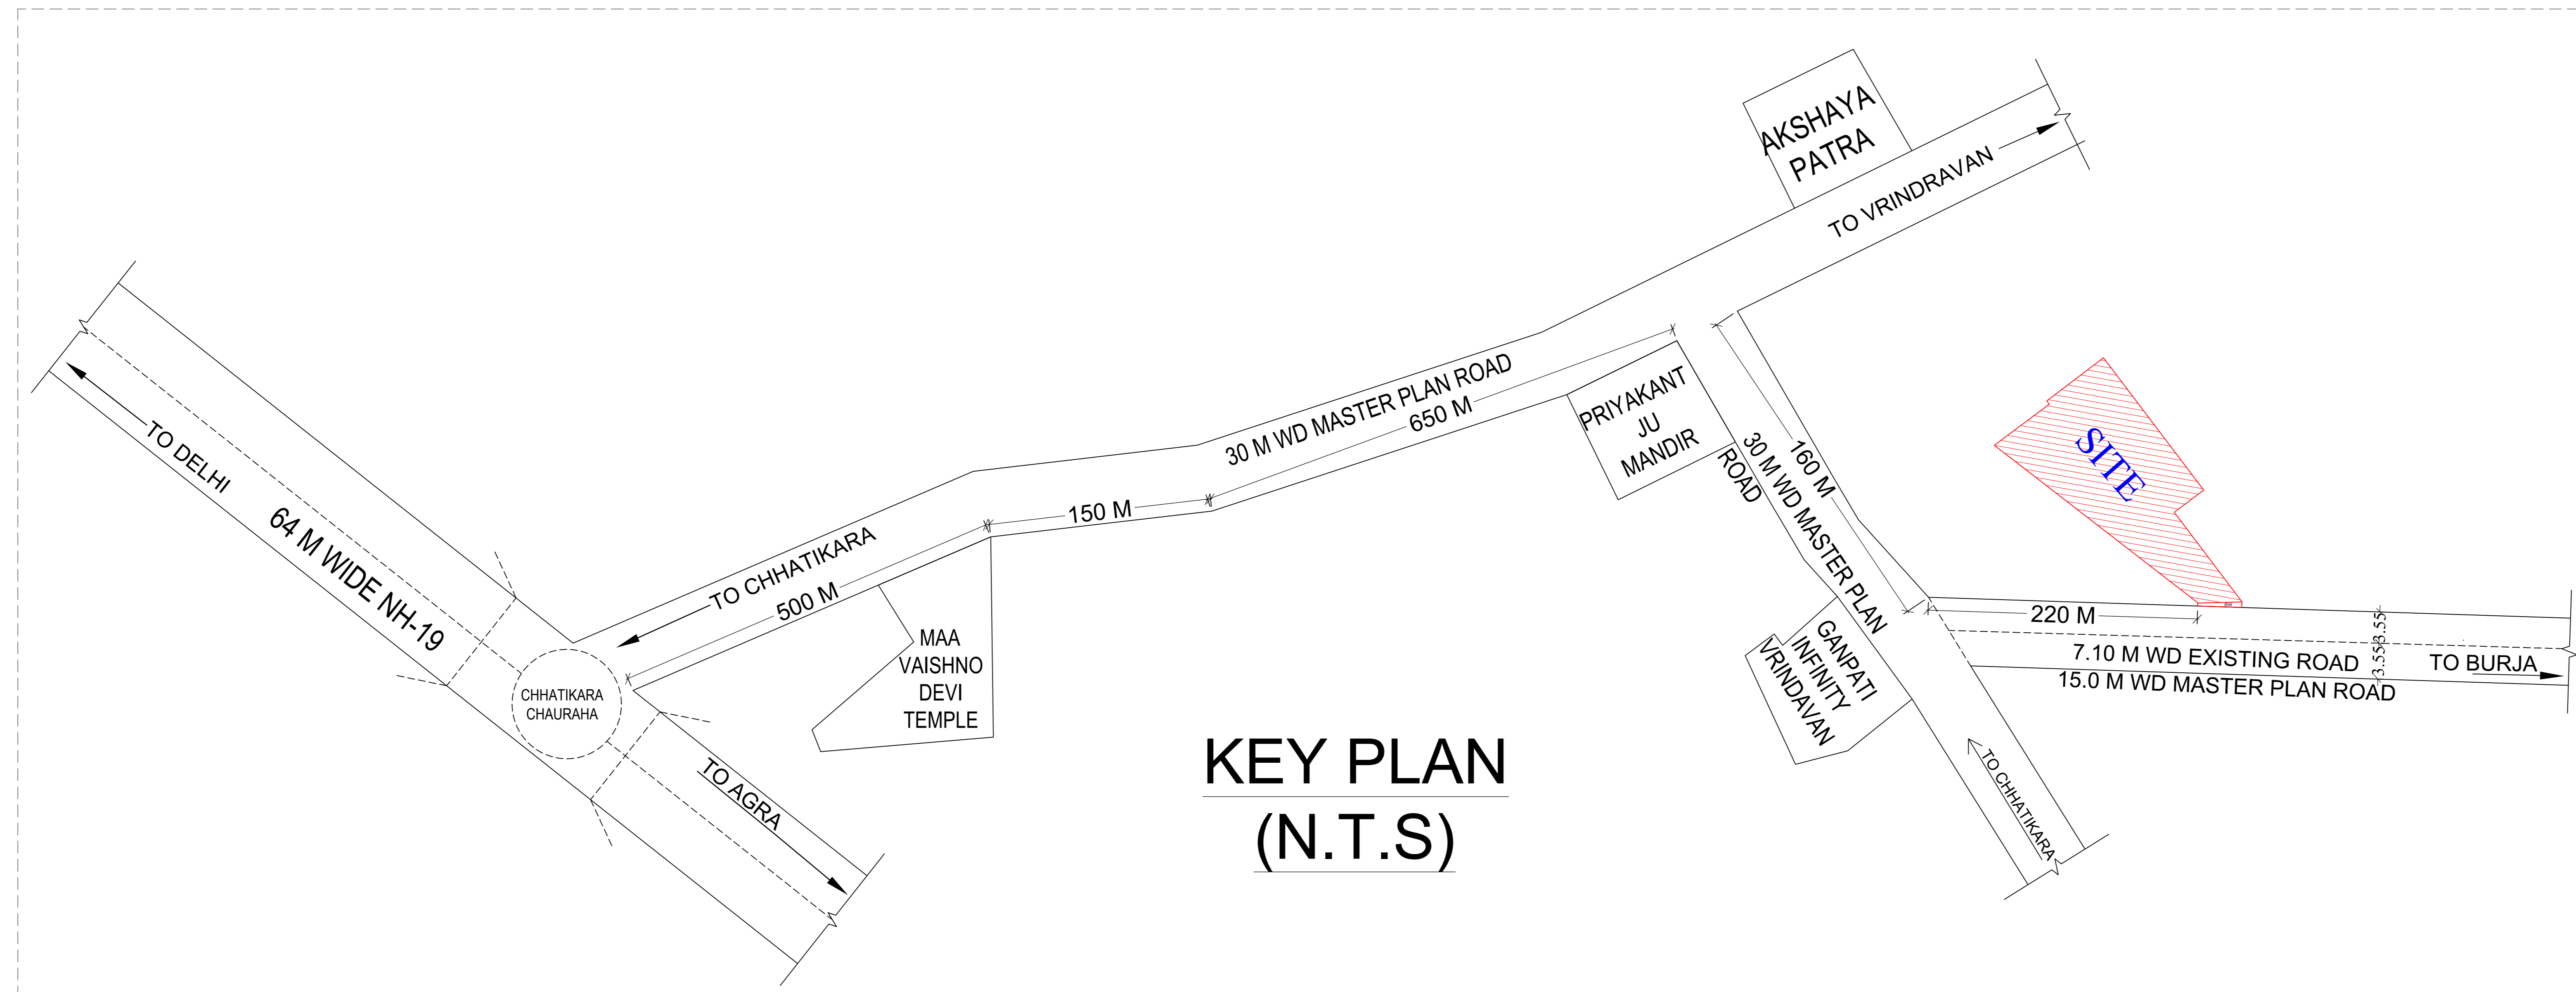 AKSHAYA
PATRA
TO VRINDRAVAN
30 M WD MASTER PLAN ROAD
650 M
PRIYAKANT
JU
MANDIR
160 M
30 M WD MASTER PLAN
ROAD
SITE
TO DELHI
64 M WIDE NH-19
150 M
TO CHHATIKARA
500 M
MAA
VAISHNO
DEVI
TEMPLE
CHHATIKARA
CHAURAHA
TO AGRA
GANPATI
INFINITY
VRINDAVAN
220 M
3.55
3.55
7.10 M WD EXISTING ROAD
TO BURJA
15.0 M WD MASTER PLAN ROAD
TO CHHATIKARA
KEY PLAN
(N.T.S)